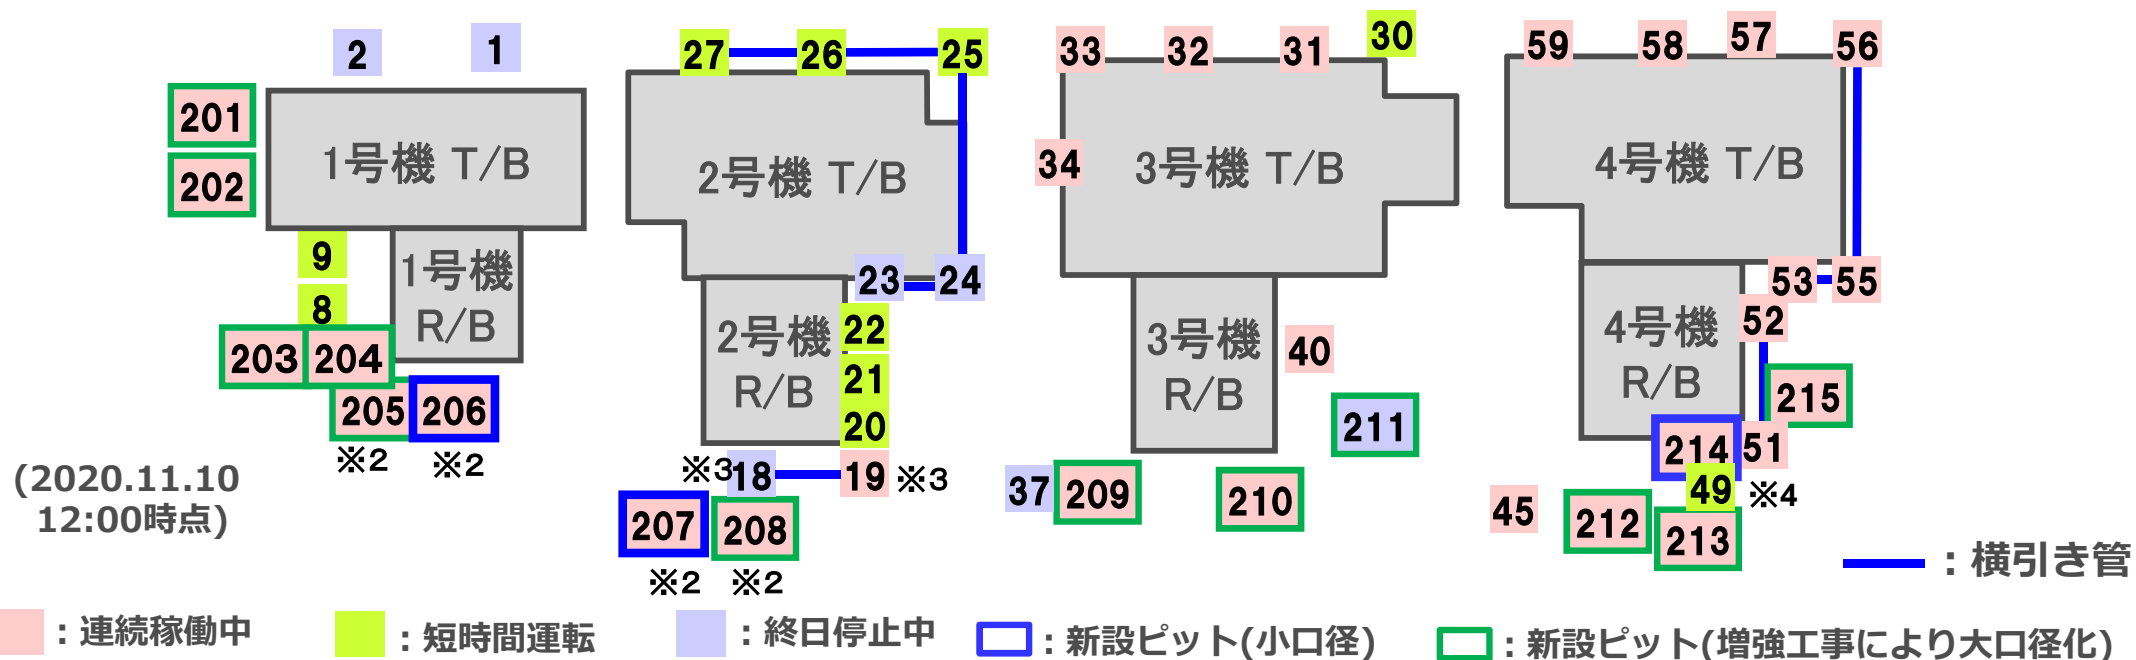 2
1
27
26
25
33
32
31
30
59
58
57
56
201
202
1号機 T/B
2号機 T/B
34
3号機 T/B
4号機 T/B
9
8
1号機
R/B
23
24
53
55
203
204
22
21
20
2号機
R/B
3号機
R/B
40
52
4号機
R/B
205
206
※2
※2
211
215
214
51
※3
18
19
※3
37
209
210
45
212
49
※4
213
207
208
※2
※2
(2020.11.10
12:00時点)
：横引き管
：連続稼働中
：短時間運転
：終日停止中
：新設ピット(小口径)
：新設ピット(増強工事により大口径化)